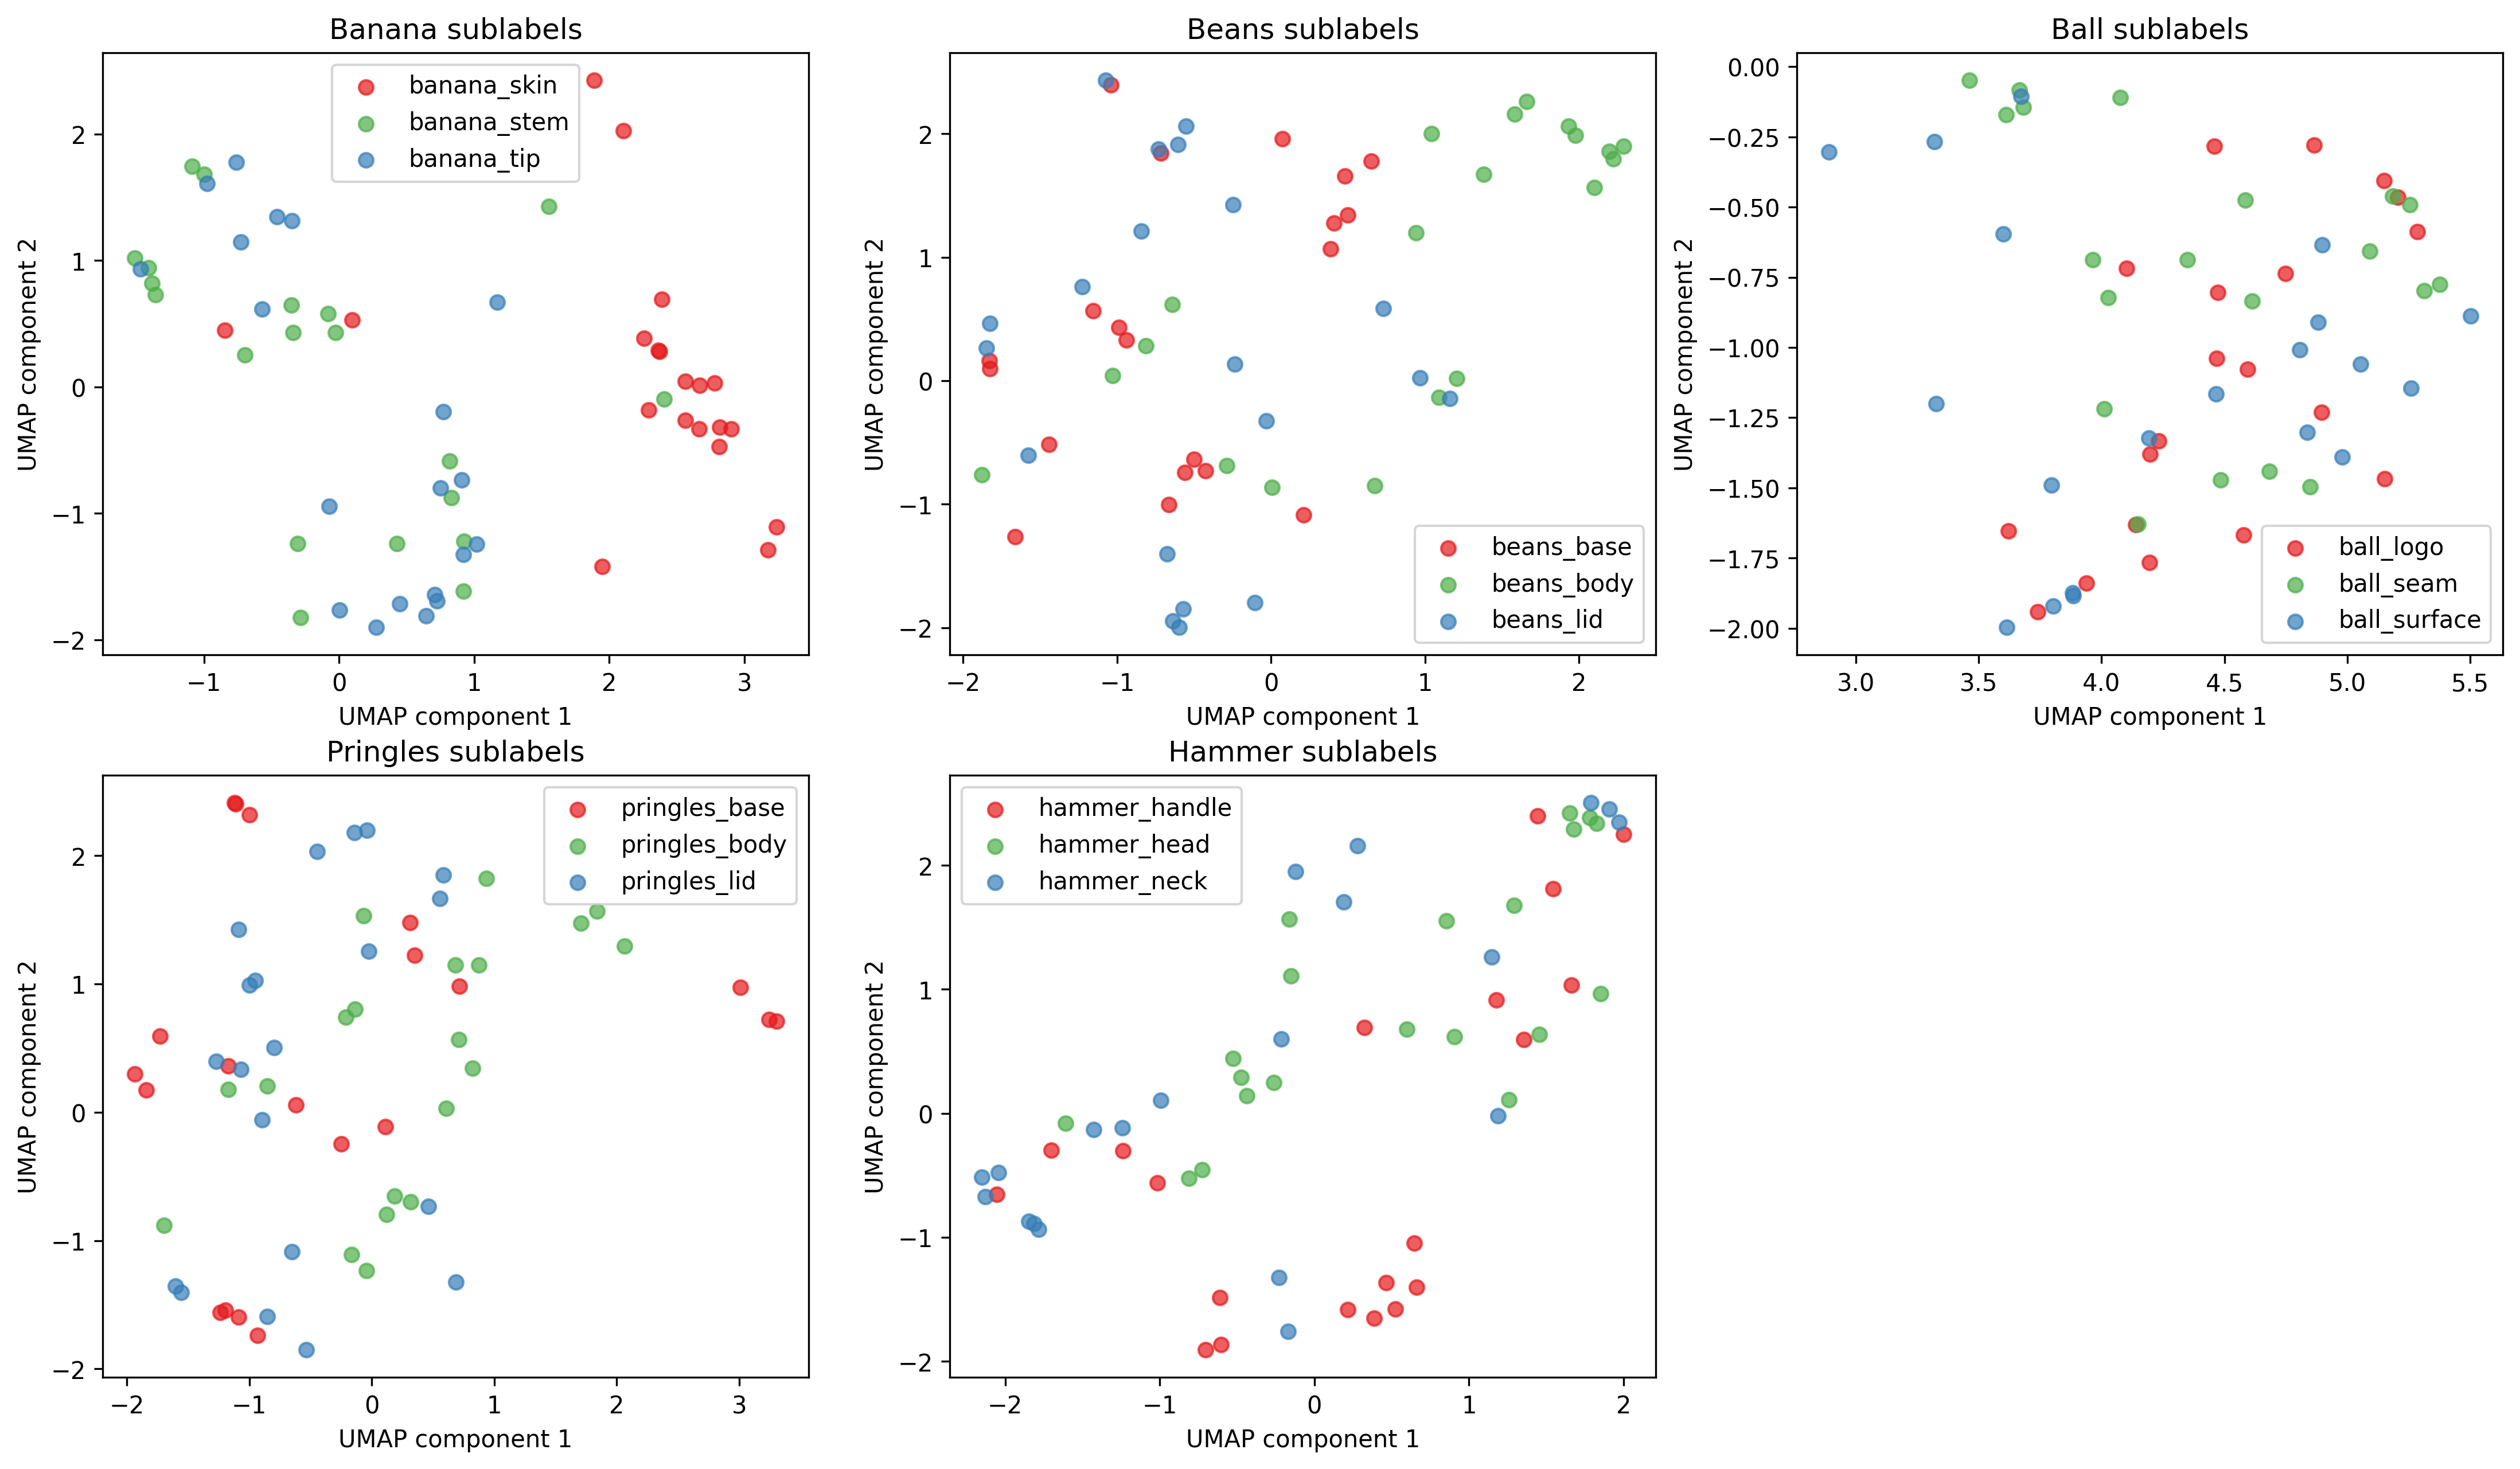 Banana sublabels
banana_skin
banana_stem
banana_tip
2
1
0
−1
−2
−1
0
1
2
3
UMAP component 2
UMAP component 1
Beans sublabels
2
1
0
−1
−2
−2
−1
0
1
2
beans_base
beans_body
beans_lid
UMAP component 2
UMAP component 1
Ball sublabels
0.00
−0.25
−0.50
−0.75
−1.00
−1.25
−1.50
−1.75
−2.00
3.0
3.5
4.0
4.5
5.0
5.5
ball_logo
ball_seam
ball_surface
UMAP component 2
UMAP component 1
Pringles sublabels
pringles_base
pringles_body
pringles_lid
2
1
0
−1
−2
−2
−1
0
1
2
3
UMAP component 2
UMAP component 1
Hammer sublabels
hammer_handle
hammer_head
hammer_neck
2
1
0
−1
−2
−2
−1
0
1
2
UMAP component 2
UMAP component 1